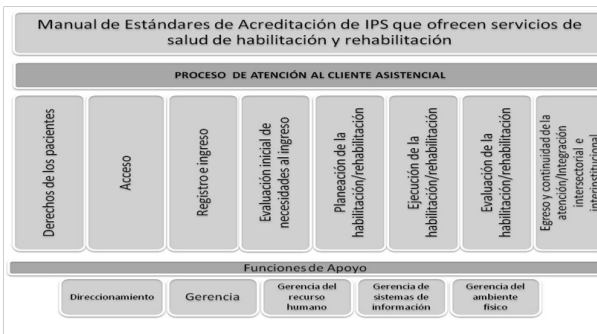 Manual de Estándares de Acreditación de IPS que ofrecen servicios de
salud de habilitación y rehabilitación
PROCESO DE ATENCIÓN AL CLIENTE ASISTENCIAL
Derechos de los pacientes
Acceso
Registro e ingreso
Evaluación inicial de
necesidades al ingreso
Planeación de la
habilitación/rehabilitación
Ejecución de la
habilitación/rehabilitación
Evaluación de la
habilitación/rehabilitación
Egreso y continuidad de la
atención/Integración
intersectorial e
interinstitucional
Funciones de Apoyo
Direccionamiento
Gerencia
Gerencia del
recurso
humano
Gerencia de
sistemas de
información
Gerencia del
ambiente
físico